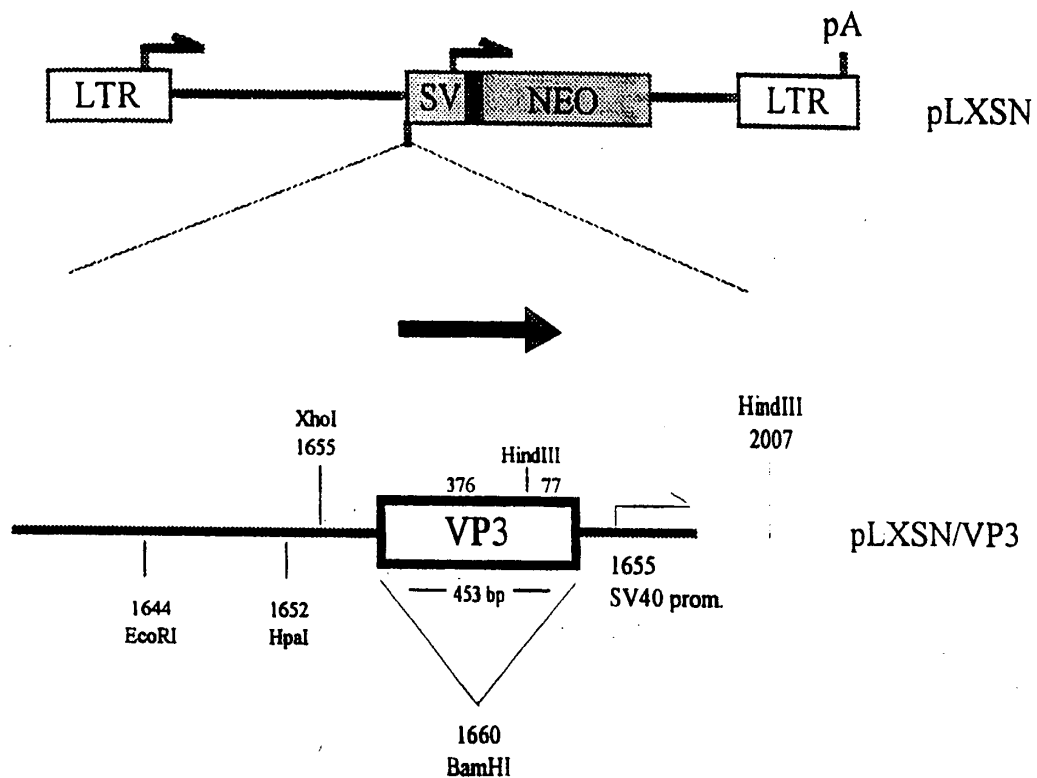 pA
LTR
SV
NEO
LTR
pLXSN
XhoI
1655
HindIII
2007
HindIII
376
77
VP3
pLXSN/VP3
453 bp
1644
EcoRI
1652
HpaI
1655
SV40 prom.
1660
BamHI